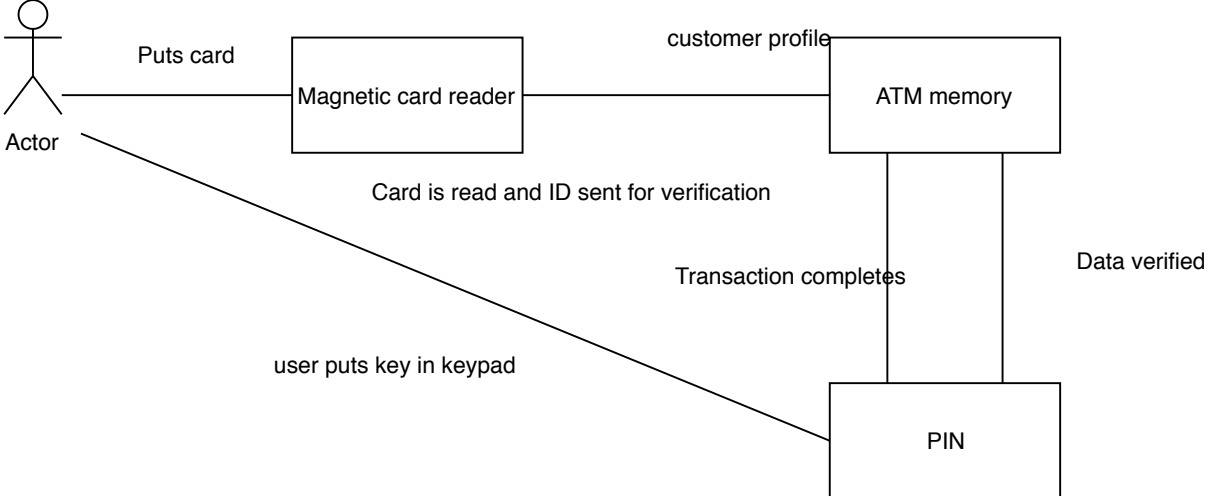 customer profile
Puts card
Magnetic card reader
ATM memory
Actor
Card is read and ID sent for verification
Data verified
Transaction completes
user puts key in keypad
PIN